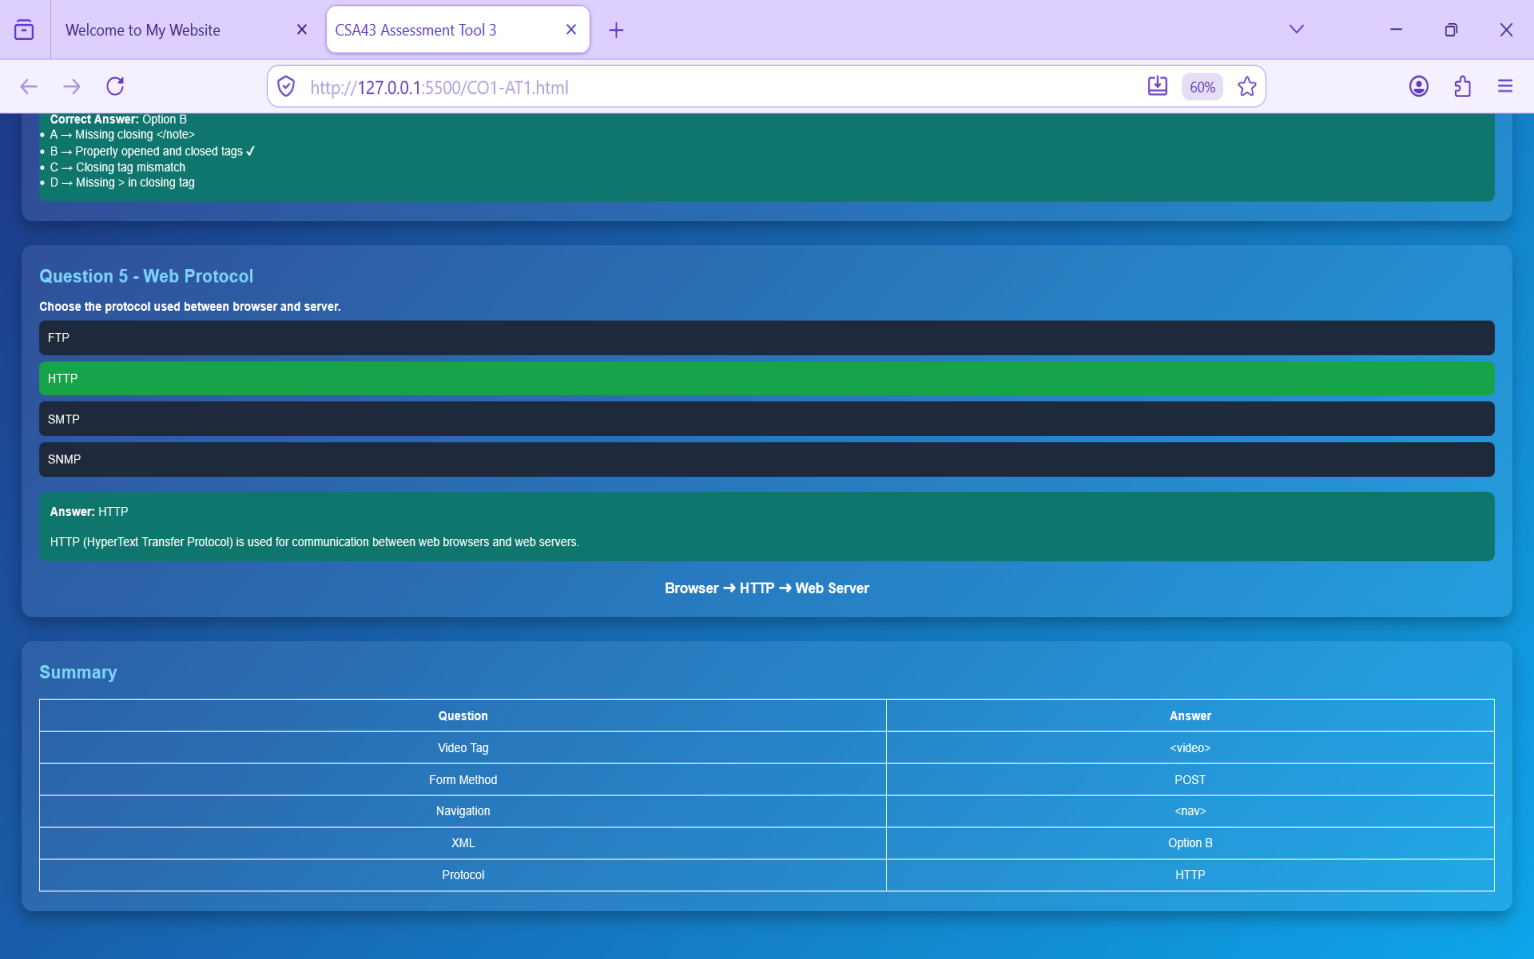 Welcome to My Website
CSA43 Assessment Tool 3
http://127.0.0.1:5500/CO1-AT1.html
60%
Correct Answer: Option B
• A → Missing closing </note>
• B → Properly opened and closed tags ✓
• C → Closing tag mismatch
• D → Missing > in closing tag
Question 5 - Web Protocol
Choose the protocol used between browser and server.
FTP
HTTP
SMTP
SNMP
Answer: HTTP
HTTP (HyperText Transfer Protocol) is used for communication between web browsers and web servers.
Browser ➜ HTTP ➜ Web Server
Summary
Question Answer
Video Tag <video>
Form Method POST
Navigation <nav>
XML Option B
Protocol HTTP